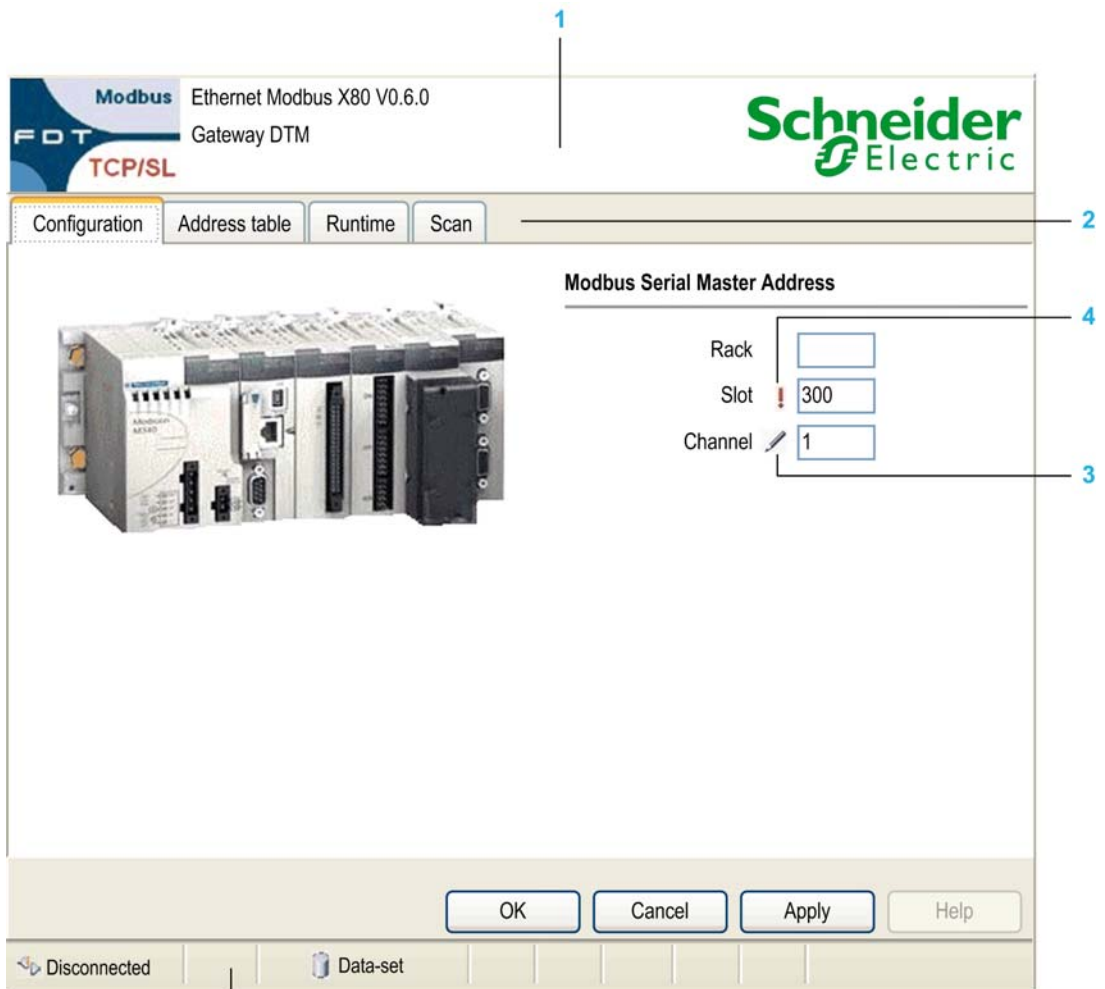 1
Modbus
FDT
TCP/SL
Ethernet Modbus X80 V0.6.0
Gateway DTM
Schneider
Electric
Configuration
Address table
Runtime
Scan
2
Modbus Serial Master Address
4
Rack
Slot
300
Channel
1
3
Modicon
M340
OK
Cancel
Apply
Help
Disconnected
Data-set